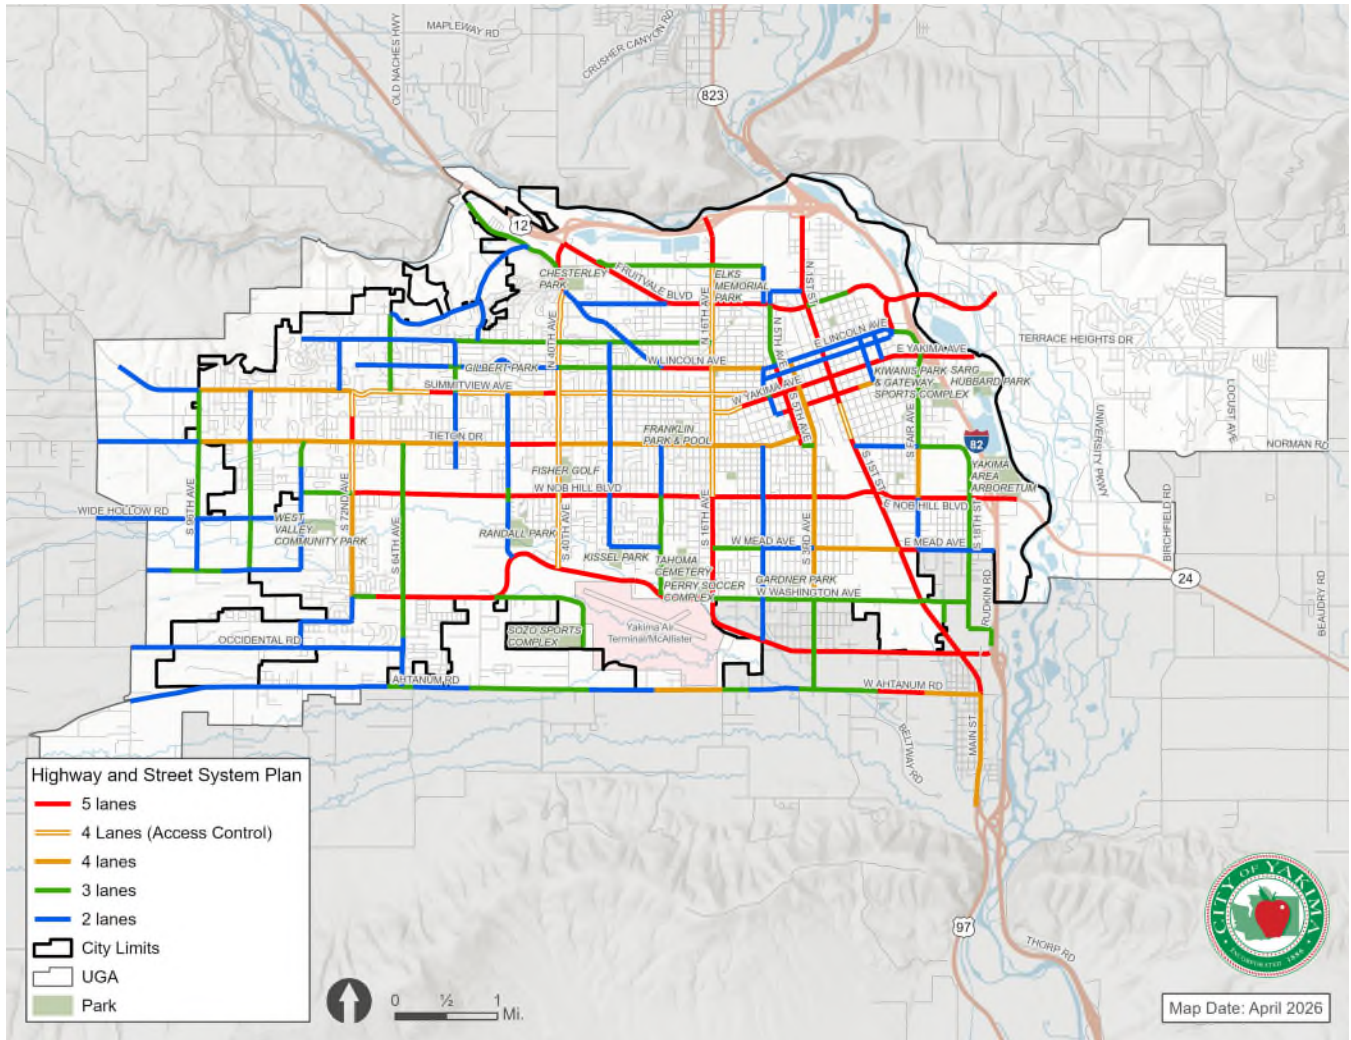 MAPLEWAY RD
OLD NACHES HWY
CRUSHER CANYON RD
823
12
CHESTERLEY
PARK
FRUITVALE BLVD
ELKS
MEMORIAL
PARK
N 1ST ST
N 16TH AVE
N 40TH AVE
N 5TH AVE
E LINCOLN AVE
W LINCOLN AVE
E YAKIMA AVE
TERRACE HEIGHTS DR
GILBERT PARK
SUMMITVIEW AVE
KIWANIS PARK
& GATEWAY
SPORTS COMPLEX
SARG
HUBBARD PARK
W YAKIMA AVE
LOCUST AVE
UNIVERSITY PKWY
S 5TH AVE
S FAIR AVE
FRANKLIN
PARK & POOL
TIETON DR
82
NORMAN RD
S 1ST ST
YAKIMA
AREA
ARBORETUM
FISHER GOLF
W NOB HILL BLVD
E NOB HILL BLVD
WIDE HOLLOW RD
S 96TH AVE
WEST
VALLEY
COMMUNITY PARK
S 72ND AVE
S 64TH AVE
RANDALL PARK
S 40TH AVE
KISSEL PARK
S 16TH AVE
W MEAD AVE
E MEAD AVE
S 3RD AVE
S 18TH ST
BIRCHFIELD RD
TAHOMA
CEMETERY
GARDNER PARK
PERRY SOCCER
COMPLEX
W WASHINGTON AVE
RUDKIN RD
24
BEAUDRY RD
OCCIDENTAL RD
SOZO SPORTS
COMPLEX
Yakima Air
Terminal/McAllister
AHTANUM RD
W AHTANUM RD
MAIN ST
BELTWAY RD
97
THORP RD
Highway and Street System Plan
5 lanes
4 Lanes (Access Control)
4 lanes
3 lanes
2 lanes
City Limits
UGA
Park
0 ½ 1
Mi.
CITY OF YAKIMA
INCORPORATED 1886
Map Date: April 2026